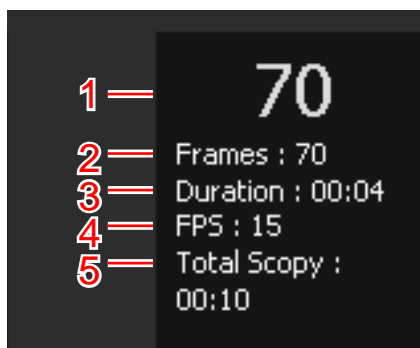 1 70
2 Frames : 70
3 Duration : 00:04
4 FPS : 15
5 Total Scopy :
00:10